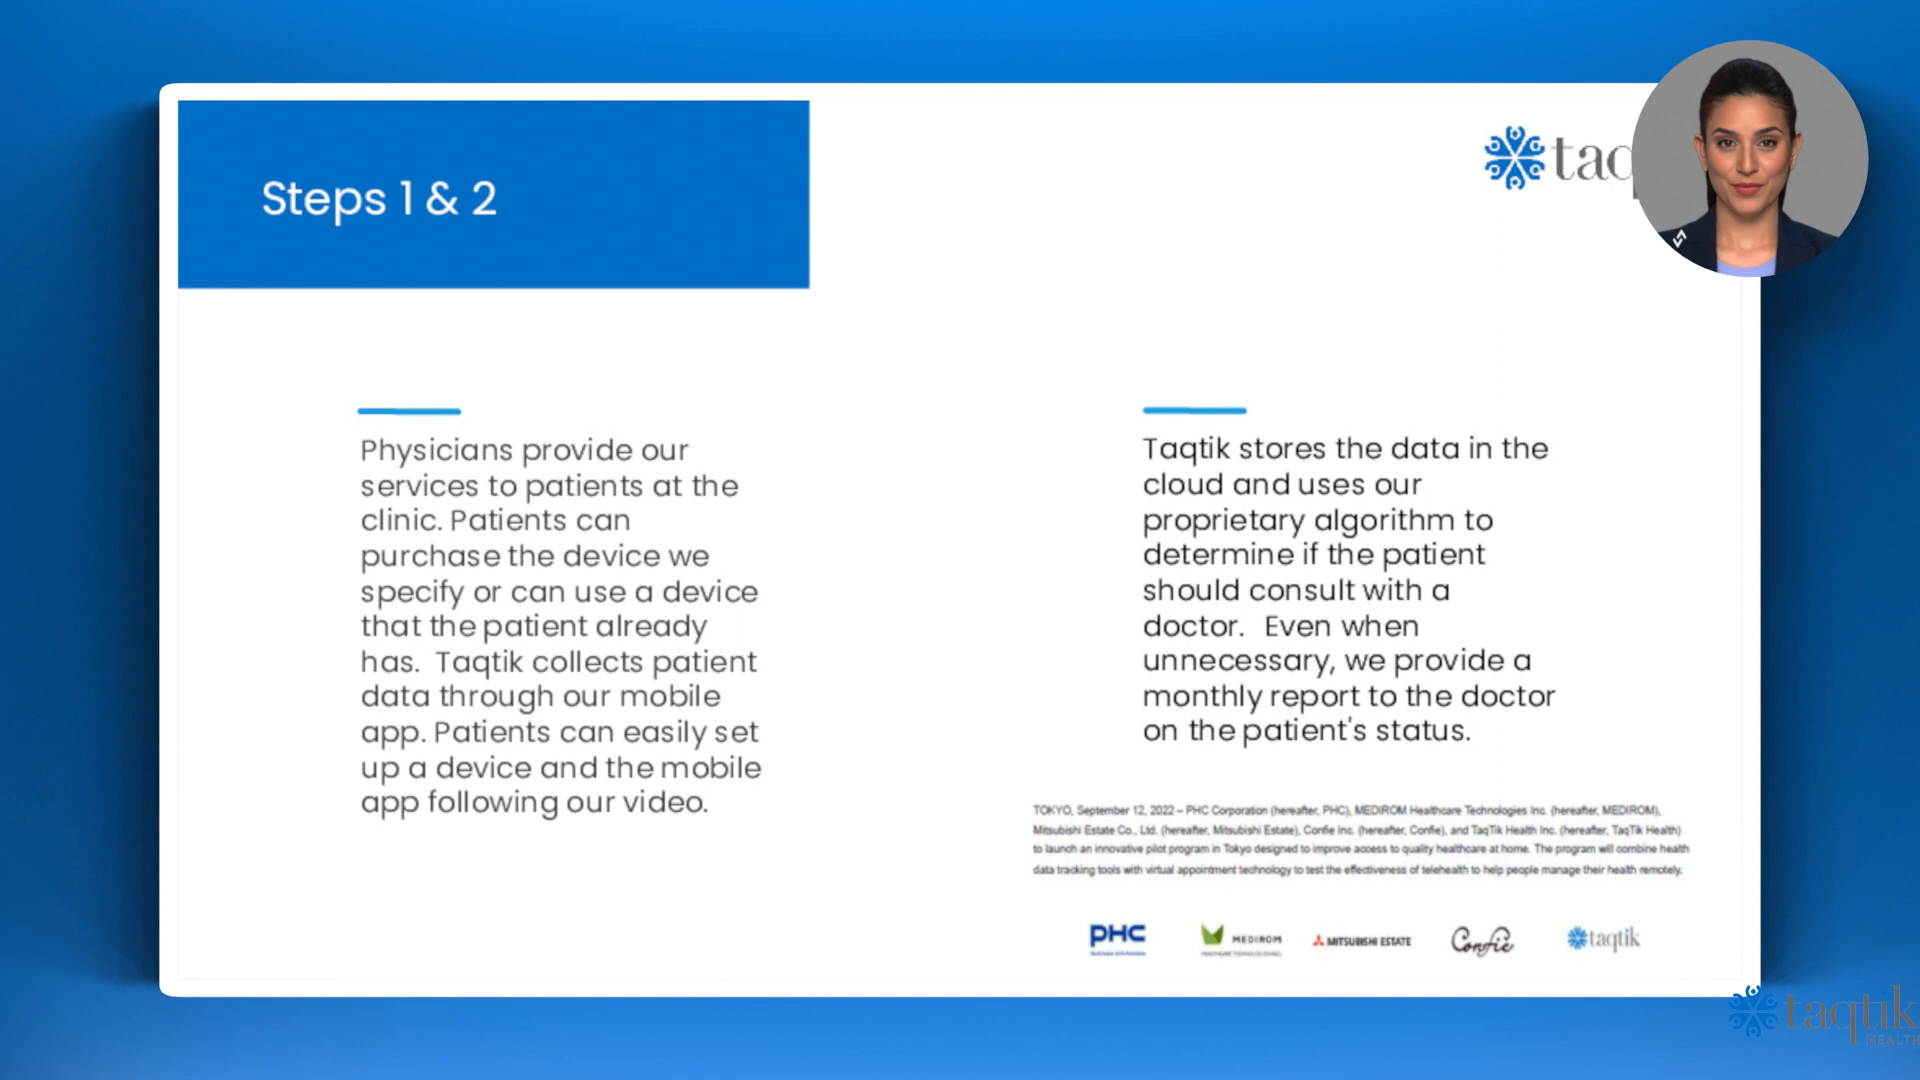 Steps 1 & 2
Physicians provide our
services to patients at the
clinic. Patients can
purchase the device we
specify or can use a device
that the patient already
has. Taqtik collects patient
data through our mobile
app. Patients can easily set
up a device and the mobile
app following our video.
Taqtik stores the data in the
cloud and uses our
proprietary algorithm to
determine if the patient
should consult with a
doctor. Even when
unnecessary, we provide a
monthly report to the doctor
on the patient's status.
TOKYO, September 12, 2022 – PHC Corporation (hereafter, PHC), MEDIROM Healthcare Technologies Inc. (hereafter, MEDIROM),
Mitsubishi Estate Co., Ltd. (hereafter, Mitsubishi Estate), Confie Inc. (hereafter, Confie), and TaqTik Health Inc. (hereafter, TaqTik Health)
to launch an innovative pilot program in Tokyo designed to improve access to quality healthcare at home. The program will combine health
data tracking tools with virtual appointment technology to test the effectiveness of telehealth to help people manage their health remotely.
PHC
MEDIROM
MITSUBISHI ESTATE
Confie
taqtik
taqtik
HEALTH